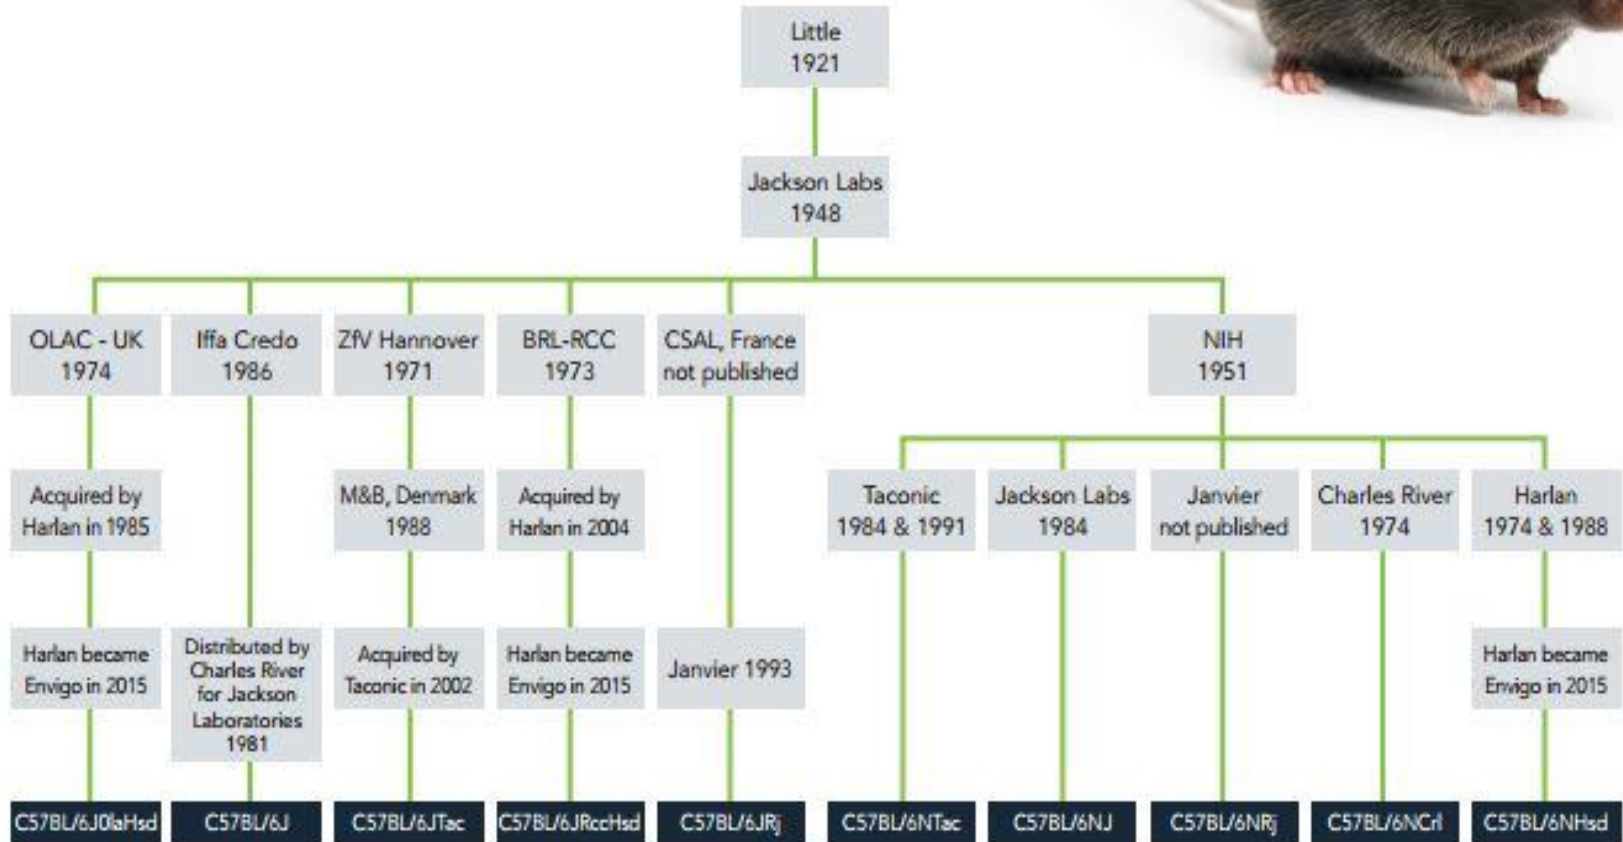 Little
1921
Jackson Labs
1948
OLAC - UK
1974
Iffa Credo
1986
ZfV Hannover
1971
BRL-RCC
1973
CSAL, France
not published
NIH
1951
Acquired by
Harlan in 1985
M&B, Denmark
1988
Acquired by
Harlan in 2004
Taconic
1984 & 1991
Jackson Labs
1984
Janvier
not published
Charles River
1974
Harlan
1974 & 1988
Harlan became
Envigo in 2015
Distributed by
Charles River
for Jackson
Laboratories
1981
Acquired by
Taconic in 2002
Harlan became
Envigo in 2015
Janvier 1993
Harlan became
Envigo in 2015
C57BL/6J0laHsd
C57BL/6J
C57BL/6JTac
C57BL/6JRccHsd
C57BL/6JRj
C57BL/6NTac
C57BL/6NJ
C57BL/6NRj
C57BL/6NCrl
C57BL/6NHsd